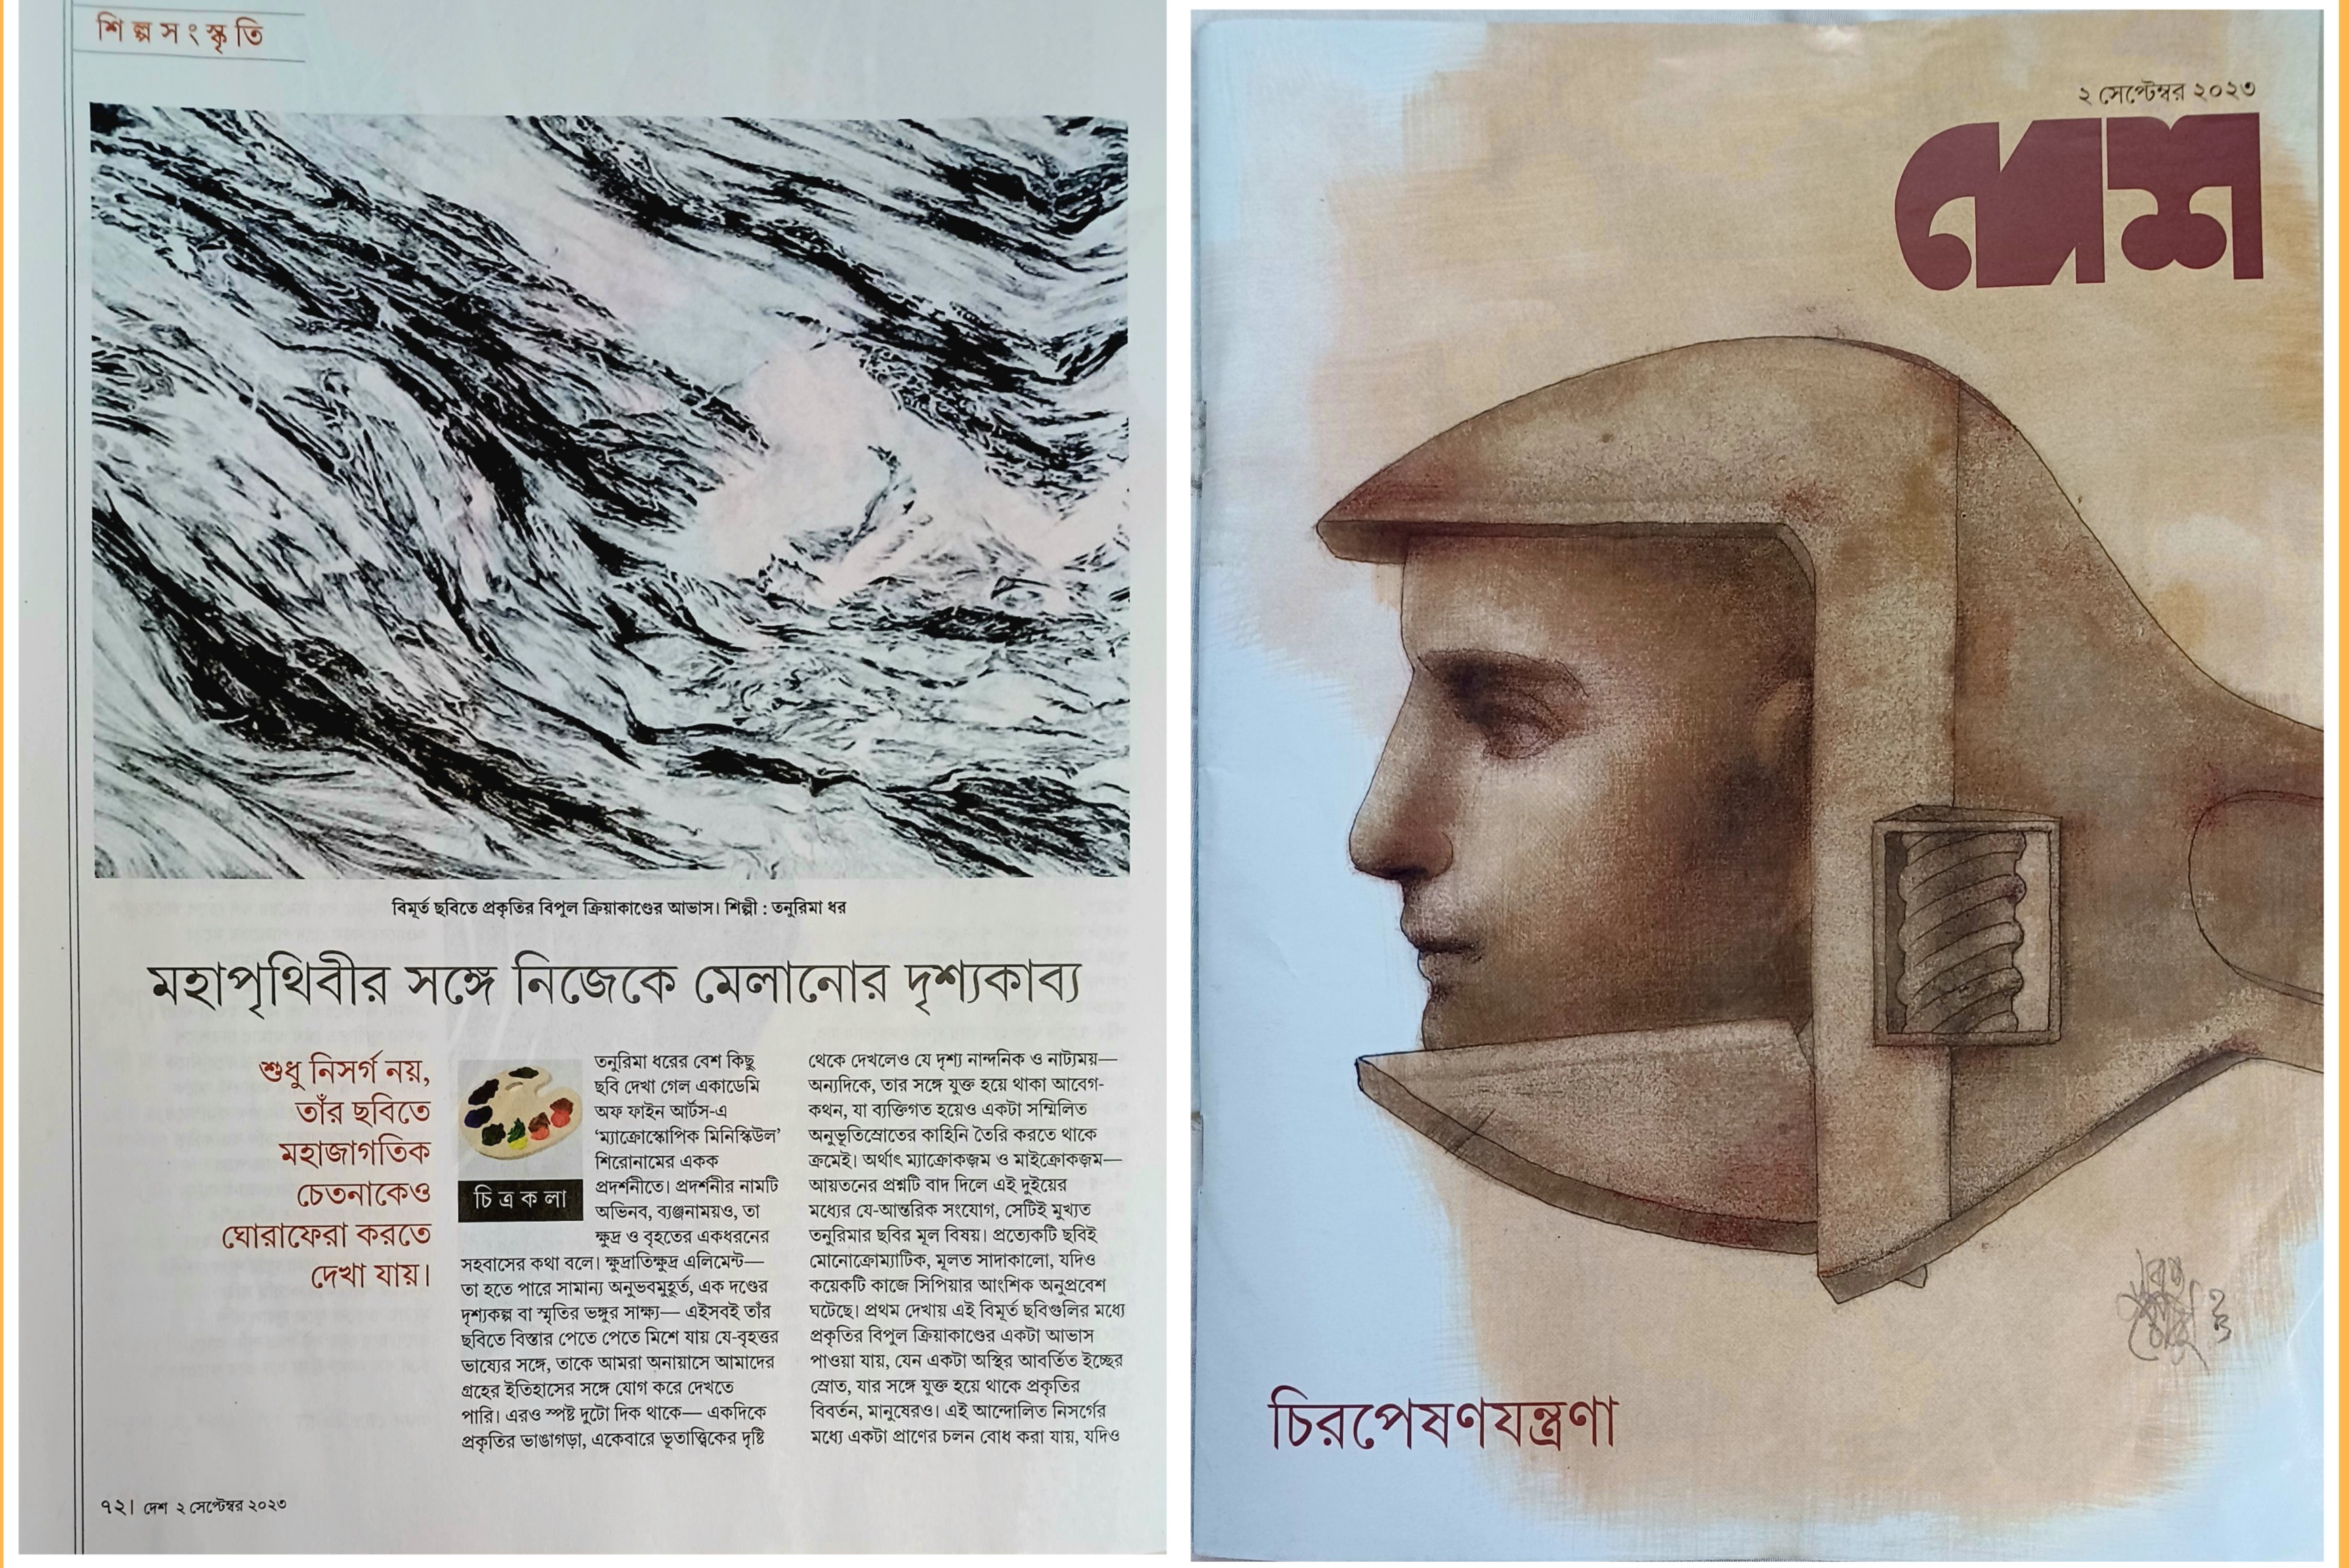 শিল্পসংস্কৃতি
বিমূর্ত ছবিতে প্রকৃতির বিপুল ক্রিয়াকাণ্ডের আভাস। শিল্পী : তনুরিমা ধর
মহাপৃথিবীর সঙ্গে নিজেকে মেলানোর দৃশ্যকাব্য
শুধু নিসর্গ নয়,
তাঁর ছবিতে
মহাজাগতিক
চেতনাকেও
ঘোরাফেরা করতে
দেখা যায়।
চিত্রকলা
তনুরিমা ধরের বেশ কিছু
ছবি দেখা গেল একাডেমি
অফ ফাইন আর্টস-এ
‘ম্যাক্রোস্কোপিক মিনিস্কিউল’
শিরোনামের একক
প্রদর্শনীতে। প্রদর্শনীর নামটি
অভিনব, ব্যঞ্জনাময়ও, তা
ক্ষুদ্র ও বৃহতের একধরনের
সহবাসের কথা বলে। ক্ষুদ্রাতিক্ষুদ্র এলিমেন্ট—
তা হতে পারে সামান্য অনুভবমুহূর্ত, এক দণ্ডের
দৃশ্যকল্প বা স্মৃতির ভঙ্গুর সাক্ষ্য— এইসবই তাঁর
ছবিতে বিস্তার পেতে পেতে মিশে যায় যে-বৃহত্তর
ভাষ্যের সঙ্গে, তাকে আমরা অনায়াসে আমাদের
গ্রহের ইতিহাসের সঙ্গে যোগ করে দেখতে
পারি। এরও স্পষ্ট দুটো দিক থাকে— একদিকে
প্রকৃতির ভাঙাগড়া, একেবারে ভূতাত্ত্বিকের দৃষ্টি
থেকে দেখলেও যে দৃশ্য নান্দনিক ও নাট্যময়—
অন্যদিকে, তার সঙ্গে যুক্ত হয়ে থাকা আবেগ-
কথন, যা ব্যক্তিগত হয়েও একটা সম্মিলিত
অনুভূতিস্রোতের কাহিনি তৈরি করতে থাকে
ক্রমেই। অর্থাৎ ম্যাক্রোকজ়ম ও মাইক্রোকজ়ম—
আয়তনের প্রশ্নটি বাদ দিলে এই দুইয়ের
মধ্যের যে-আন্তরিক সংযোগ, সেটিই মুখ্যত
তনুরিমার ছবির মূল বিষয়। প্রত্যেকটি ছবিই
মোনোক্রোম্যাটিক, মূলত সাদাকালো, যদিও
কয়েকটি কাজে সিপিয়ার আংশিক অনুপ্রবেশ
ঘটেছে। প্রথম দেখায় এই বিমূর্ত ছবিগুলির মধ্যে
প্রকৃতির বিপুল ক্রিয়াকাণ্ডের একটা আভাস
পাওয়া যায়, যেন একটা অস্থির আবর্তিত ইচ্ছের
স্রোত, যার সঙ্গে যুক্ত হয়ে থাকে প্রকৃতির
বিবর্তন, মানুষেরও। এই আন্দোলিত নিসর্গের
মধ্যে একটা প্রাণের চলন বোধ করা যায়, যদিও
৭২। দেশ ২ সেপ্টেম্বর ২০২৩
২ সেপ্টেম্বর ২০২৩
দেশ
চিরপেষণযন্ত্রণা